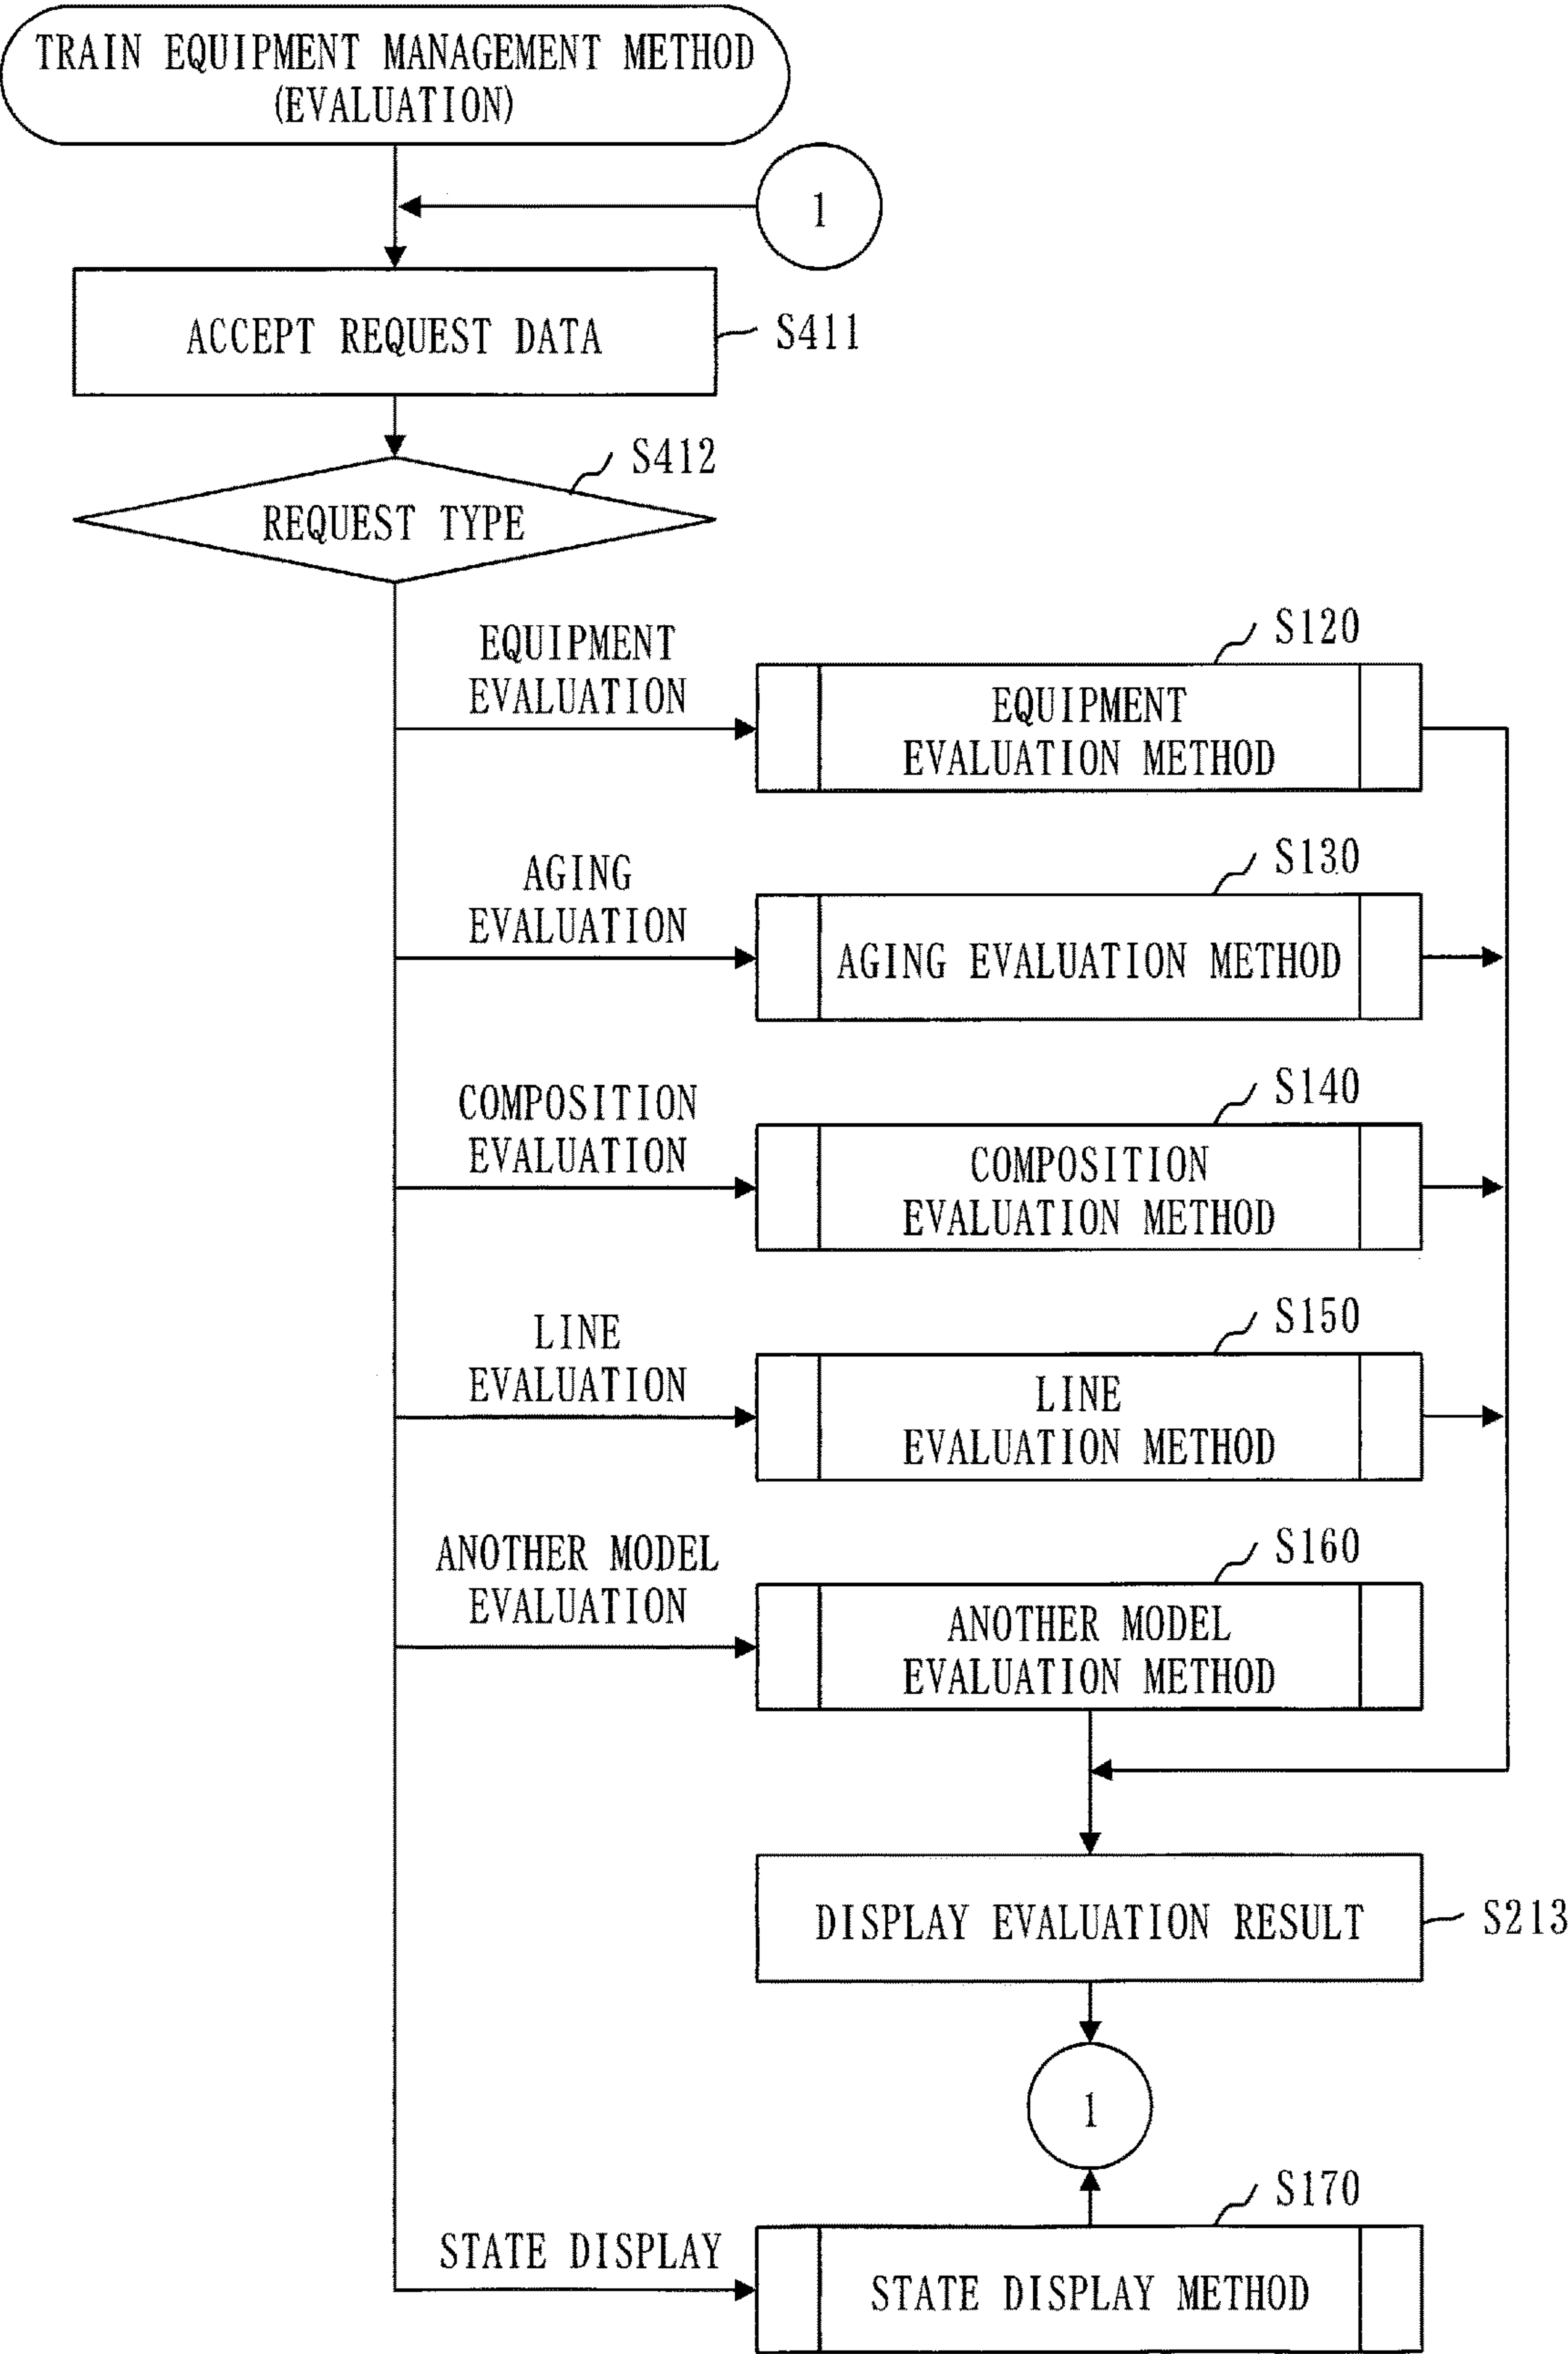 TRAIN EQUIPMENT MANAGEMENT METHOD
(EVALUATION)
1
ACCEPT REQUEST DATA
S411
S412
REQUEST TYPE
EQUIPMENT
EVALUATION
S120
EQUIPMENT
EVALUATION METHOD
AGING
EVALUATION
S130
AGING EVALUATION METHOD
COMPOSITION
EVALUATION
S140
COMPOSITION
EVALUATION METHOD
LINE
EVALUATION
S150
LINE
EVALUATION METHOD
ANOTHER MODEL
EVALUATION
S160
ANOTHER MODEL
EVALUATION METHOD
DISPLAY EVALUATION RESULT
S213
1
S170
STATE DISPLAY
STATE DISPLAY METHOD